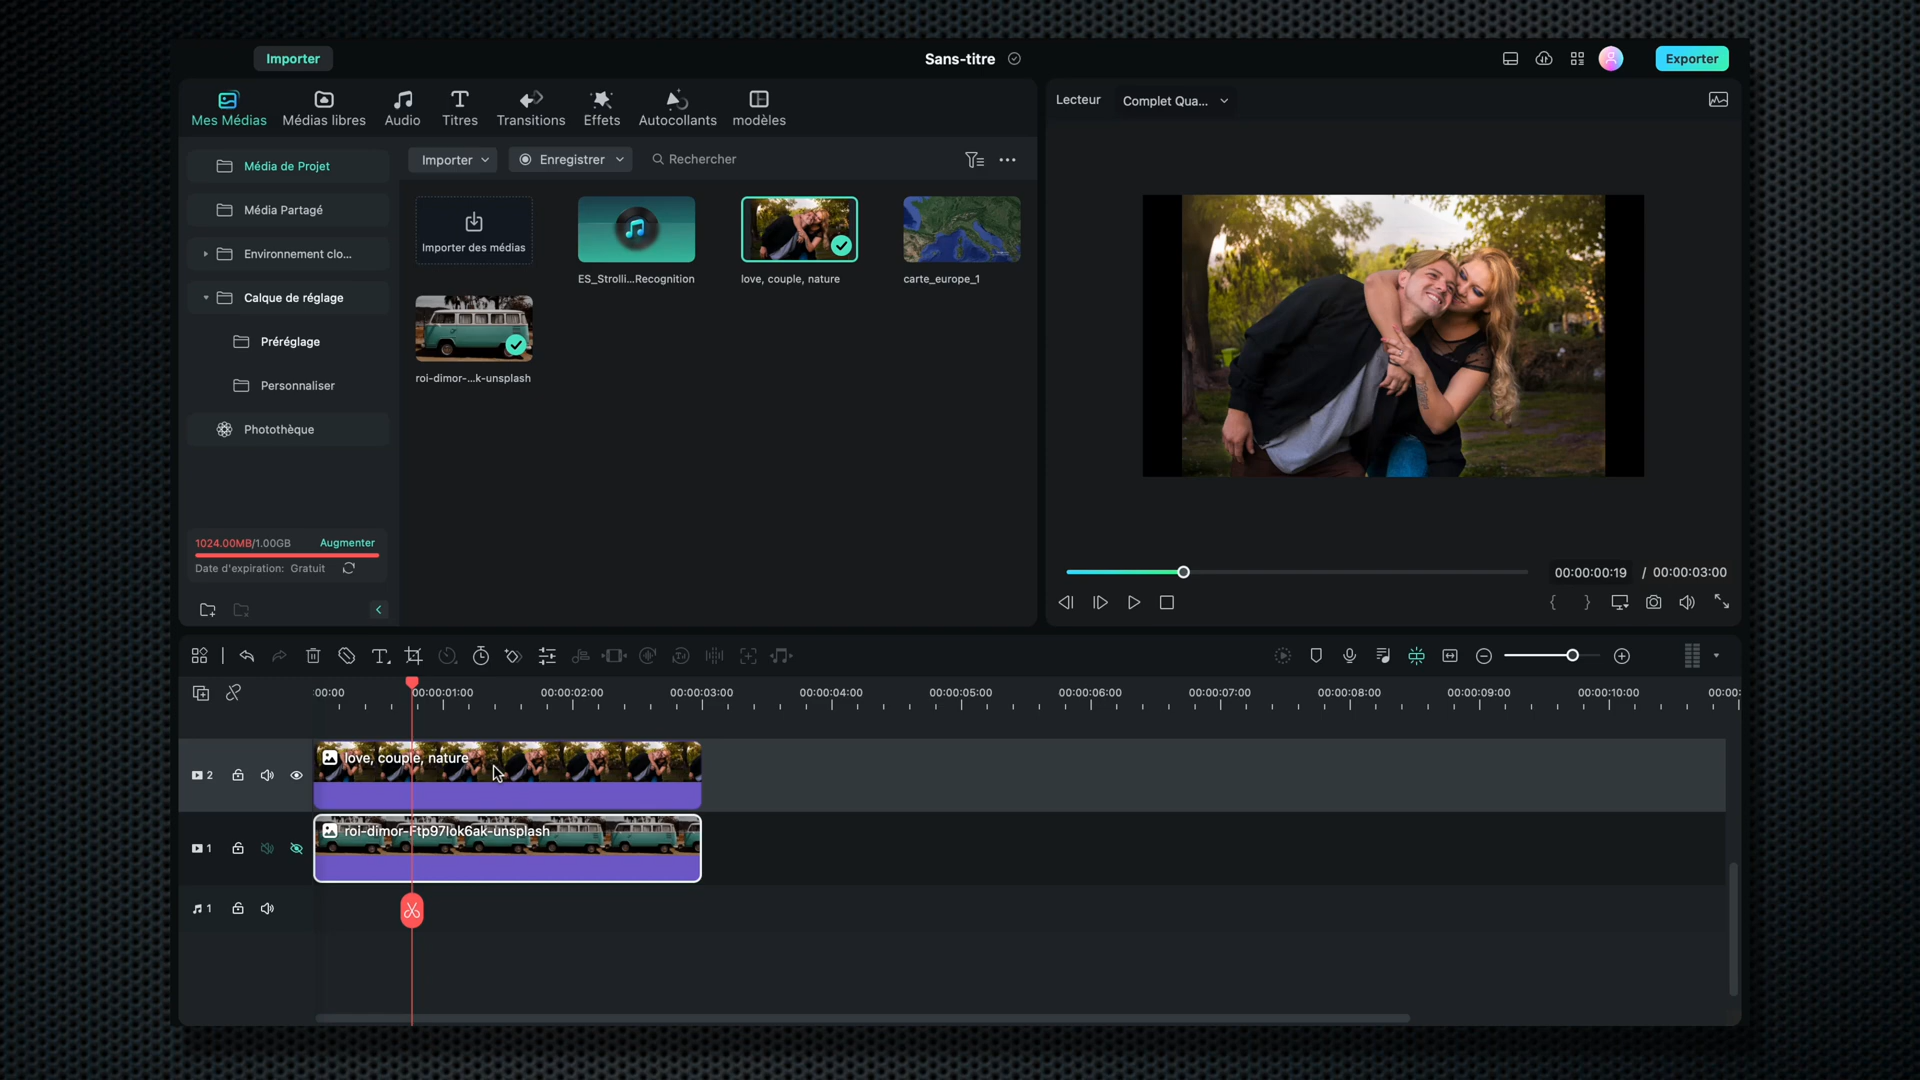 Importer
Sans-titre
Exporter
Mes Médias
Médias libres
Audio
Titres
Transitions
Effets
Autocollants
modèles
Lecteur
Complet Qua...
Média de Projet
Média Partagé
Environnement clo...
Calque de réglage
Préréglage
Personnaliser
Photothèque
Importer
Enregistrer
Rechercher
Importer des médias
ES_Strolli...Recognition
love, couple, nature
carte_europe_1
roi-dimor-...k-unsplash
1024.00MB/1.00GB
Augmenter
Date d'expiration: Gratuit
00:00:00:19 / 00:00:03:00
:00:00
00:00:01:00
00:00:02:00
00:00:03:00
00:00:04:00
00:00:05:00
00:00:06:00
00:00:07:00
00:00:08:00
00:00:09:00
00:00:10:00
00:00:
2
love, couple, nature
1
roi-dimor-Ftp97lok6ak-unsplash
1